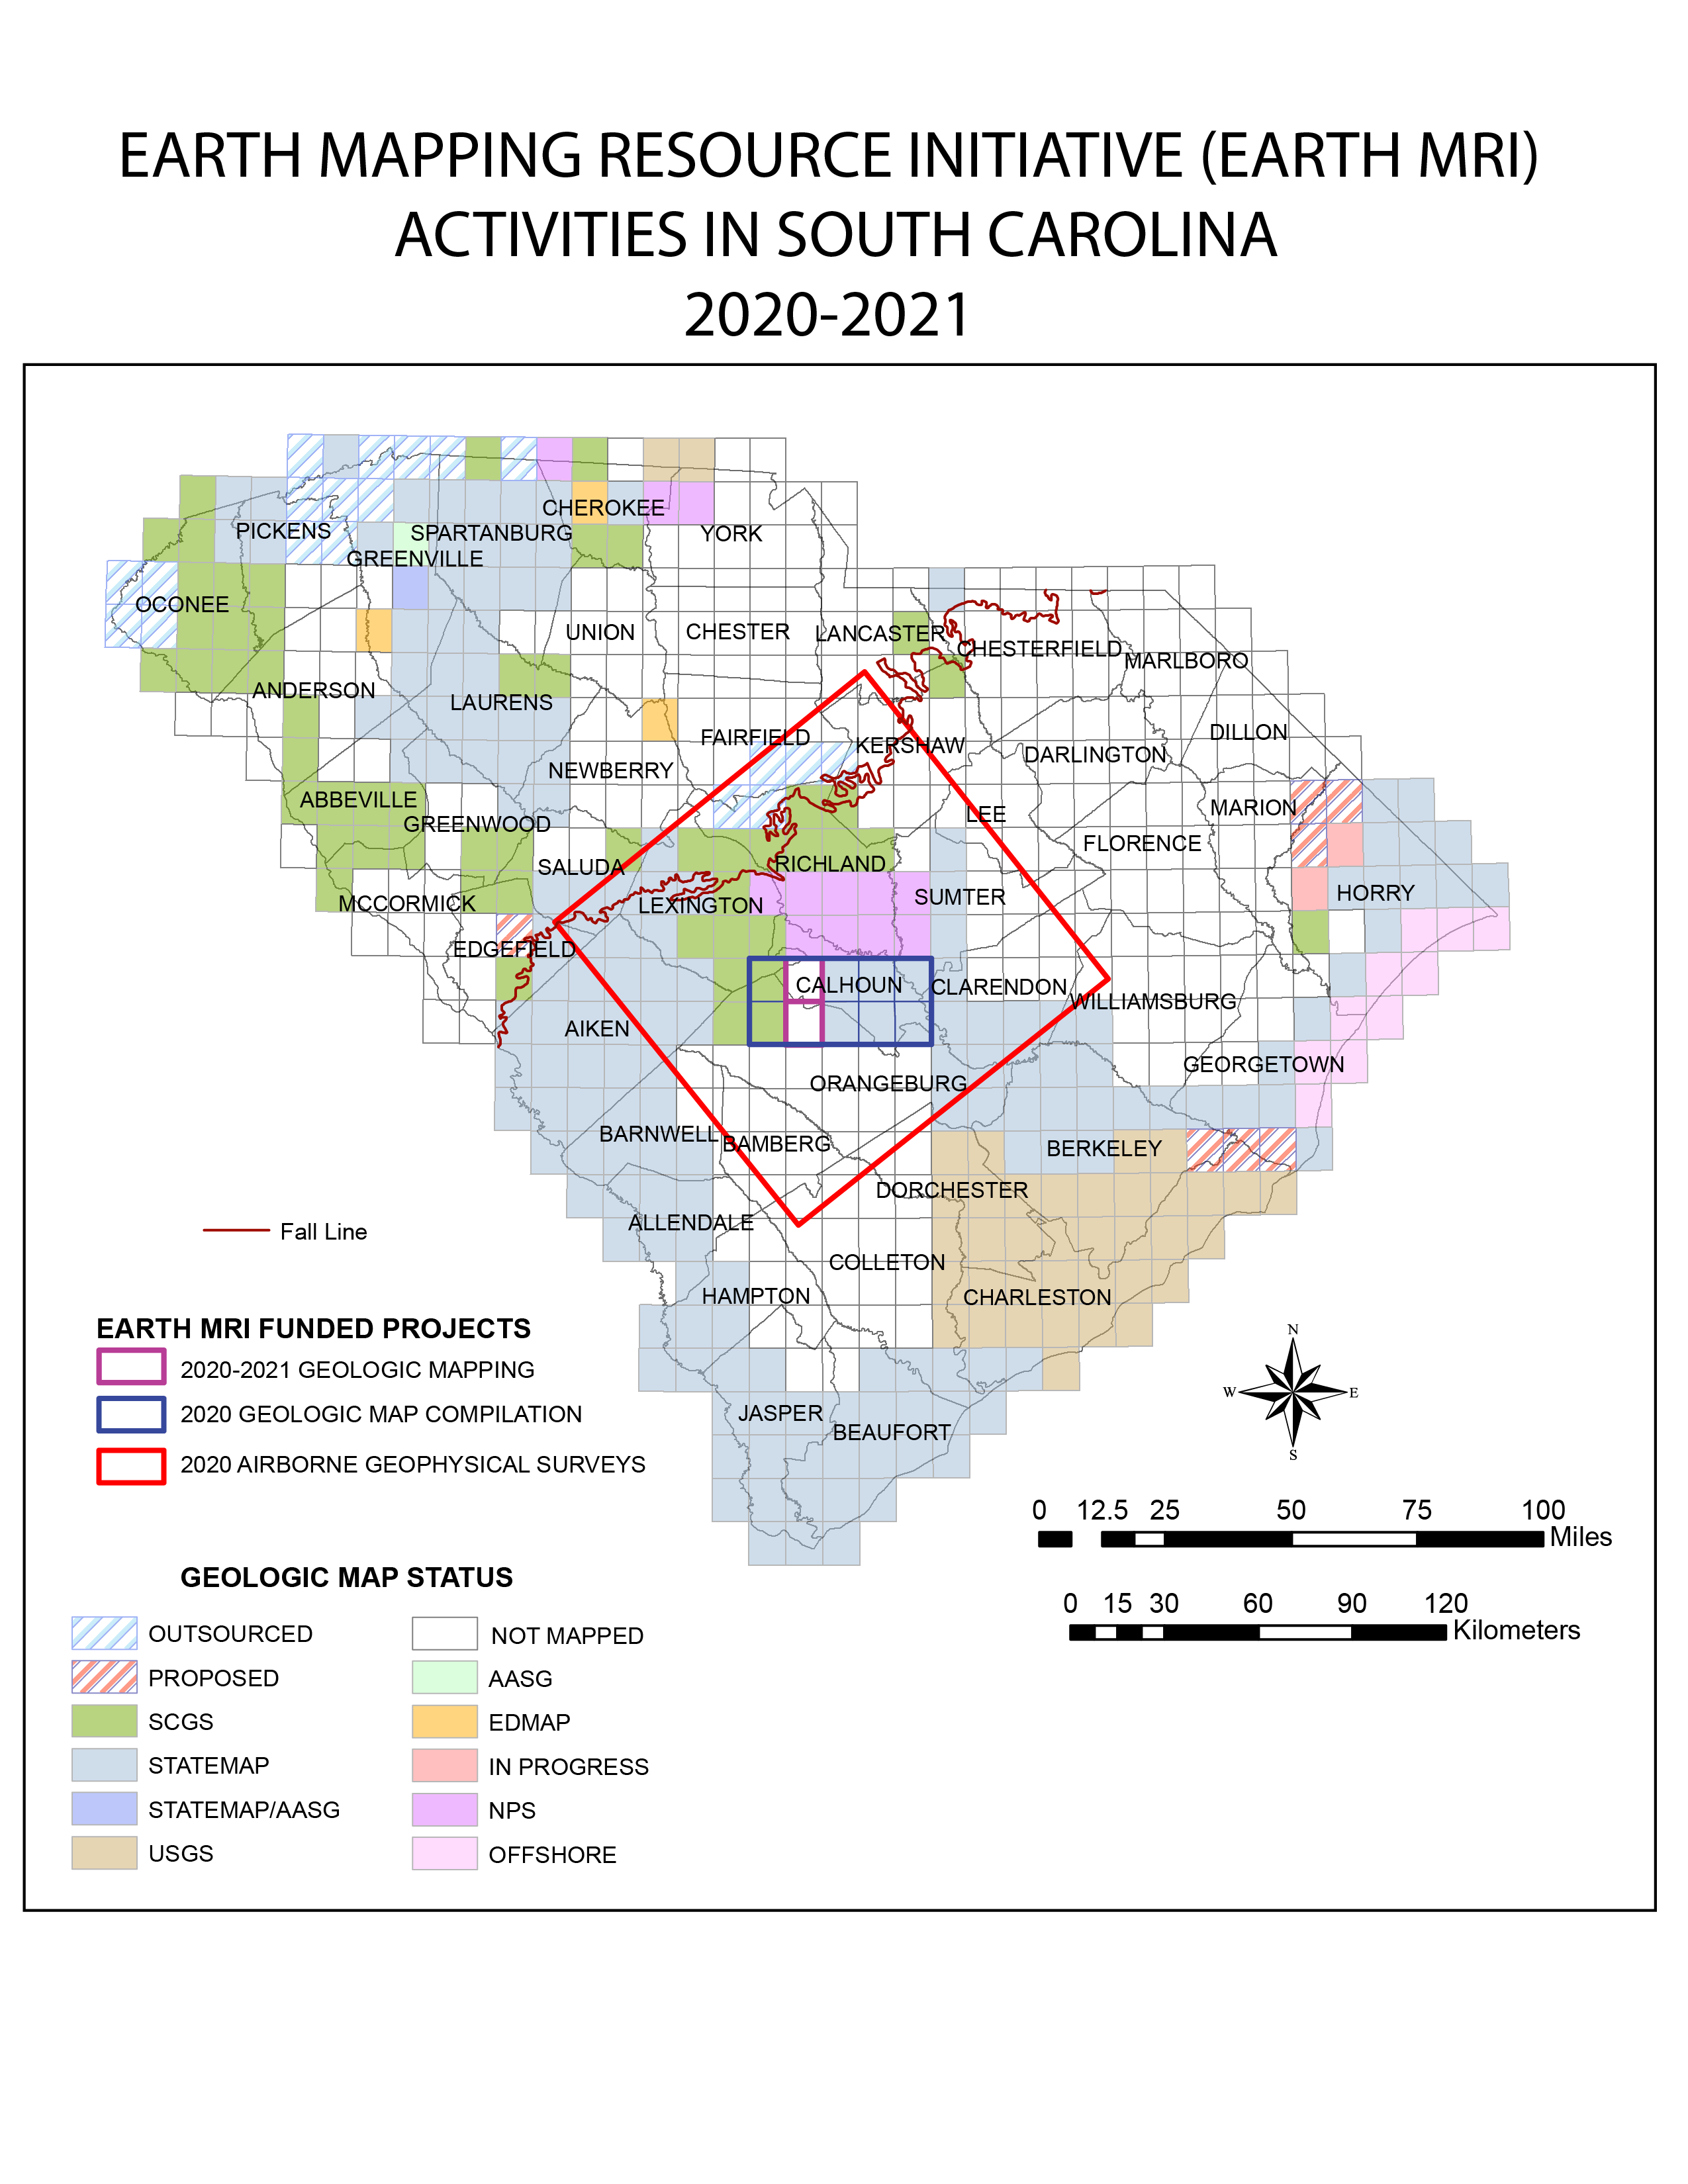 EARTH MAPPING RESOURCE INITIATIVE (EARTH MRI)
ACTIVITIES IN SOUTH CAROLINA
2020-2021
CHEROKEE
PICKENS
SPARTANBURG
YORK
GREENVILLE
OCONEE
UNION
CHESTER
LANCASTER
CHESTERFIELD
MARLBORO
ANDERSON
LAURENS
FAIRFIELD
KERSHAW
DILLON
DARLINGTON
NEWBERRY
ABBEVILLE
MARION
LEE
GREENWOOD
FLORENCE
SALUDA
RICHLAND
HORRY
MCCORMICK
LEXINGTON
SUMTER
EDGEFIELD
CALHOUN
CLARENDON
WILLIAMSBURG
AIKEN
GEORGETOWN
ORANGEBURG
BARNWELL
BAMBERG
BERKELEY
DORCHESTER
ALLENDALE
COLLETON
HAMPTON
CHARLESTON
JASPER
BEAUFORT
Fall Line
EARTH MRI FUNDED PROJECTS
2020-2021 GEOLOGIC MAPPING
2020 GEOLOGIC MAP COMPILATION
2020 AIRBORNE GEOPHYSICAL SURVEYS
N
W E
S
0 12.5 25 50 75 100
Miles
0 15 30 60 90 120
Kilometers
GEOLOGIC MAP STATUS
OUTSOURCED
PROPOSED
SCGS
STATEMAP
STATEMAP/AASG
USGS
NOT MAPPED
AASG
EDMAP
IN PROGRESS
NPS
OFFSHORE